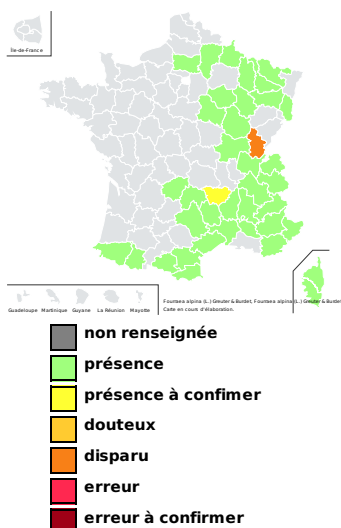 Île-de-France
Guadeloupe Martinique Guyane La Réunion Mayotte
Fourraea alpina (L.) Greuter & Burdet, Fourraea alpina (L.) Greuter & Burdet
Carte en cours d'élaboration.
non renseignée
présence
présence à confimer
douteux
disparu
erreur
erreur à confirmer